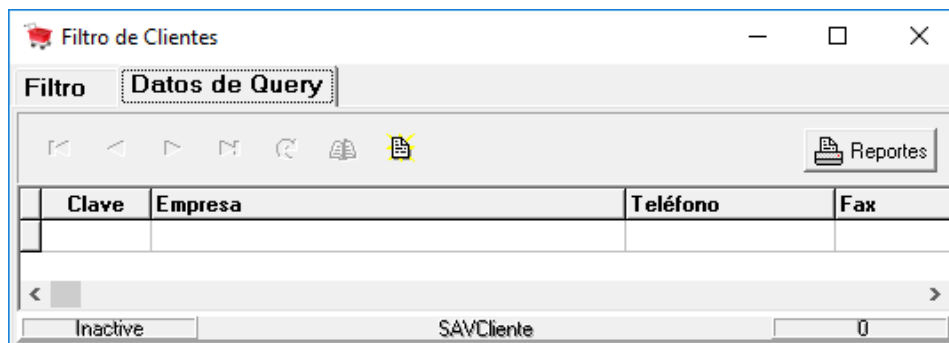 Filtro de Clientes
Filtro Datos de Query
Reportes
Clave Empresa Teléfono Fax
Inactive SAVCliente 0